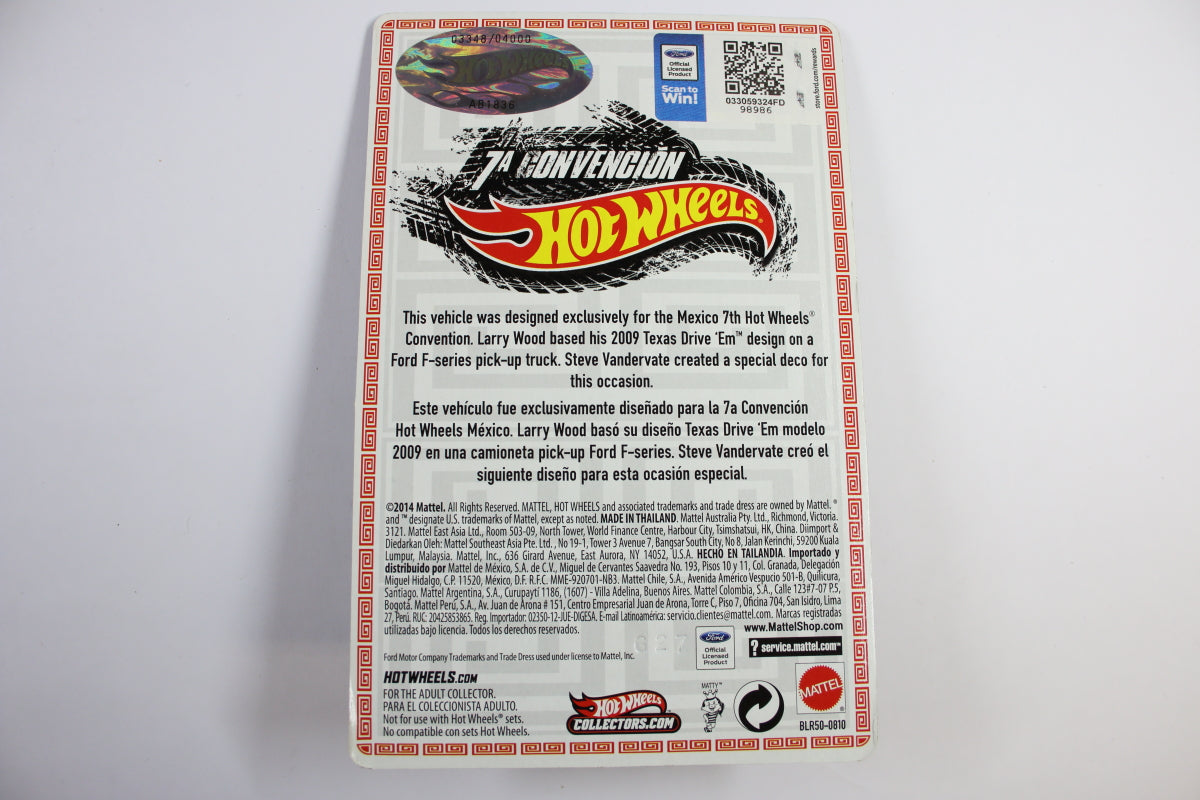 03348/04000
HOT WHEELS
AB1836
Ford
Official
Licensed
Product
Scan to
Win!
033059324FD
98986
store.ford.com/rewards
7A CONVENCIÓN
HOT WHEELS®
This vehicle was designed exclusively for the Mexico 7th Hot Wheels®
Convention. Larry Wood based his 2009 Texas Drive 'Em™ design on a
Ford F-series pick-up truck. Steve Vandervate created a special deco for
this occasion.
Este vehículo fue exclusivamente diseñado para la 7a Convención
Hot Wheels México. Larry Wood basó su diseño Texas Drive 'Em modelo
2009 en una camioneta pick-up Ford F-series. Steve Vandervate creó el
siguiente diseño para esta ocasión especial.
©2014 Mattel. All Rights Reserved. MATTEL, HOT WHEELS and associated trademarks and trade dress are owned by Mattel. ®
and ™ designate U.S. trademarks of Mattel, except as noted. MADE IN THAILAND. Mattel Australia Pty. Ltd., Richmond, Victoria.
3121. Mattel East Asia Ltd., Room 503-09, North Tower, World Finance Centre, Harbour City, Tsimshatsui, HK, China. Diimport &
Diedarkan Oleh: Mattel Southeast Asia Pte. Ltd. , No 19-1, Tower 3 Avenue 7, Bangsar South City, No 8, Jalan Kerinchi, 59200 Kuala
Lumpur, Malaysia. Mattel, Inc., 636 Girard Avenue, East Aurora, NY 14052, U.S.A. HECHO EN TAILANDIA. Importado y
distribuido por Mattel de México, S.A. de C.V., Miguel de Cervantes Saavedra No. 193, Pisos 10 y 11, Col. Granada, Delegación
Miguel Hidalgo, C.P. 11520, México, D.F. R.F.C. MME-920701-NB3. Mattel Chile, S.A., Avenida Américo Vespucio 501-B, Quilicura,
Santiago. Mattel Argentina, S.A., Curupaytí 1186, (1607) - Villa Adelina, Buenos Aires. Mattel Colombia, S.A., Calle 123#7-07 P.5,
Bogotá. Mattel Perú, S.A., Av. Juan de Arona # 151, Centro Empresarial Juan de Arona, Torre C, Piso 7, Oficina 704, San Isidro, Lima
27, Perú. RUC: 20425853865. Reg. Importador: 02350-12-JUE-DIGESA. E-mail Latinoamérica: servicio.clientes@mattel.com. Marcas registradas
utilizadas bajo licencia. Todos los derechos reservados.
www.MattelShop.com
627
Ford
Official
Licensed
Product
? service.mattel.com™
Ford Motor Company Trademarks and Trade Dress used under license to Mattel, Inc.
HOTWHEELS.COM
FOR THE ADULT COLLECTOR.
PARA EL COLECCIONISTA ADULTO.
Not for use with Hot Wheels® sets.
No compatible con sets Hot Wheels.
HOT WHEELS
COLLECTORS.COM
MATTY™
MATTEL®
BLR50-0810